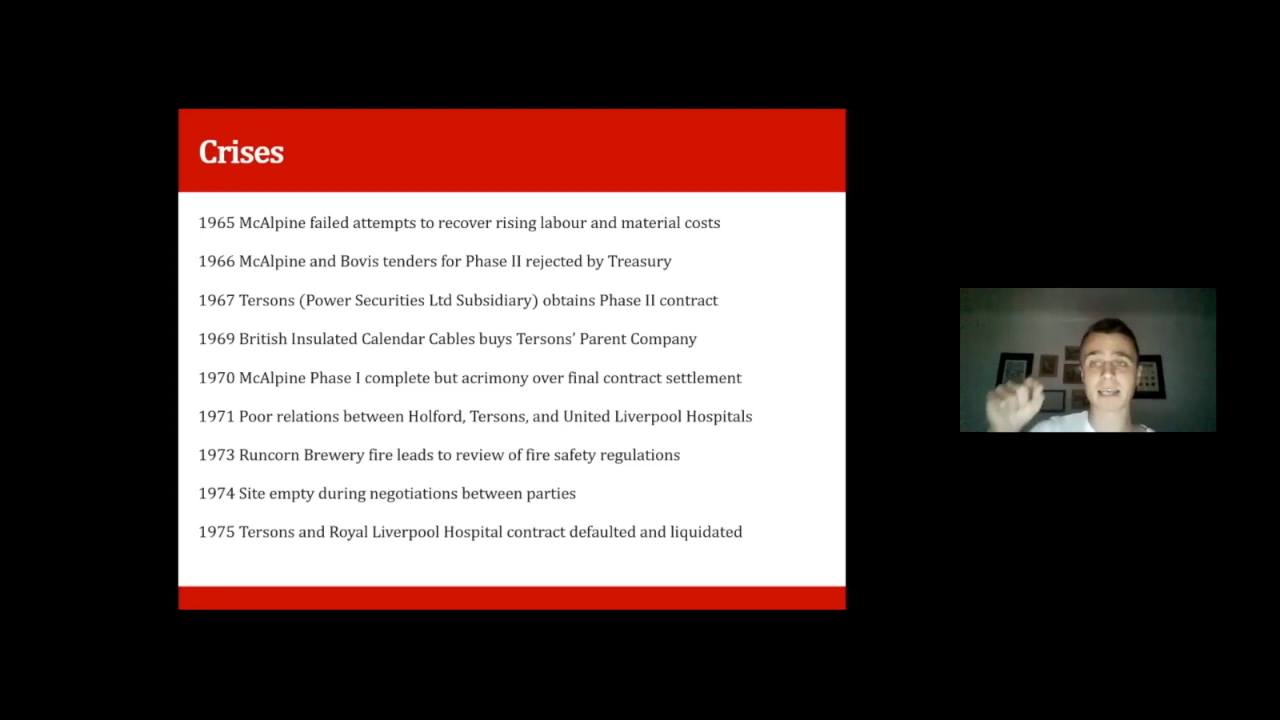 Crises
1965 McAlpine failed attempts to recover rising labour and material costs
1966 McAlpine and Bovis tenders for Phase II rejected by Treasury
1967 Tersons (Power Securities Ltd Subsidiary) obtains Phase II contract
1969 British Insulated Calendar Cables buys Tersons’ Parent Company
1970 McAlpine Phase I complete but acrimony over final contract settlement
1971 Poor relations between Holford, Tersons, and United Liverpool Hospitals
1973 Runcorn Brewery fire leads to review of fire safety regulations
1974 Site empty during negotiations between parties
1975 Tersons and Royal Liverpool Hospital contract defaulted and liquidated